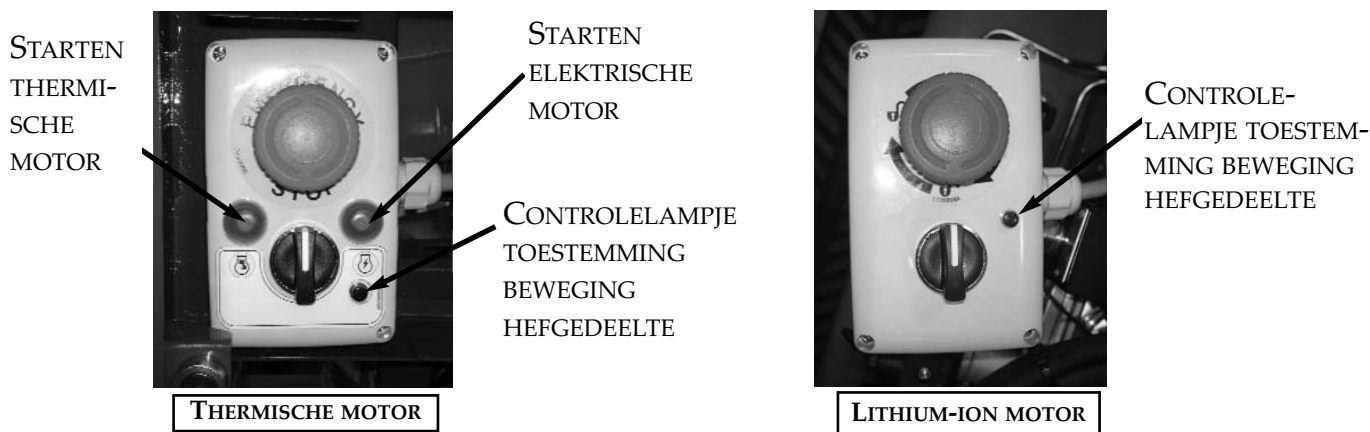 STARTEN
THERMI-
SCHE
MOTOR
STARTEN
ELEKTRISCHE
MOTOR
CONTROLELAMPJE
TOESTEMMING
BEWEGING
HEFGEDEELTE
EMERGENCY
STOP
THERMISCHE MOTOR
CONTROLE-
LAMPJE TOESTEM-
MING BEWEGING
HEFGEDEELTE
LITHIUM-ION MOTOR